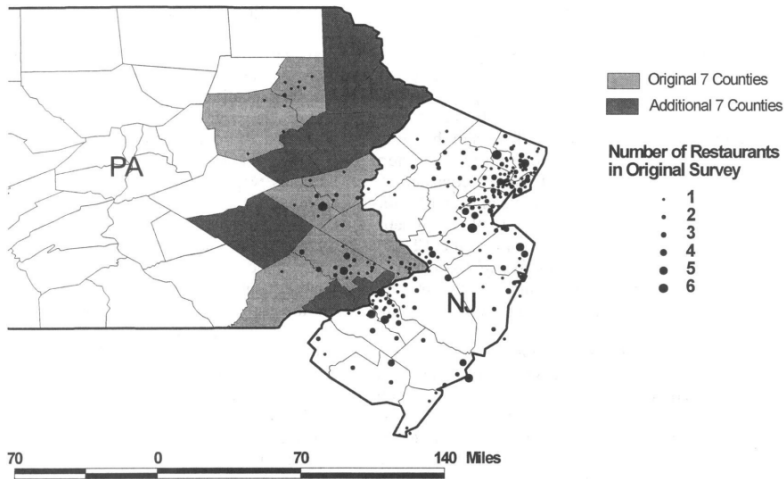 PA
NJ
Original 7 Counties
Additional 7 Counties
Number of Restaurants
in Original Survey
1
2
3
4
5
6
70 0 70 140 Miles